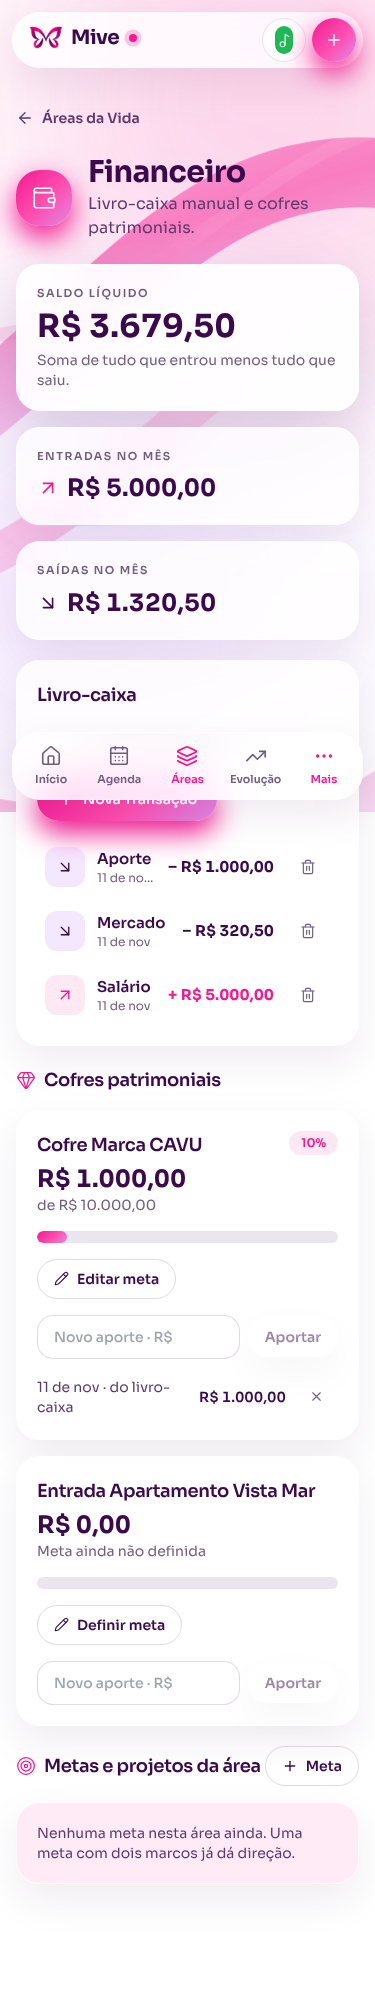 Mive
Áreas da Vida
Financeiro
Livro-caixa manual e cofres
patrimoniais.
SALDO LÍQUIDO
R$ 3.679,50
Soma de tudo que entrou menos tudo que
saiu.
ENTRADAS NO MÊS
R$ 5.000,00
SAÍDAS NO MÊS
R$ 1.320,50
Livro-caixa
Início Agenda Áreas Evolução Mais
+ Nova Transação
Aporte − R$ 1.000,00
11 de no...
Mercado − R$ 320,50
11 de nov
Salário + R$ 5.000,00
11 de nov
Cofres patrimoniais
Cofre Marca CAVU 10%
R$ 1.000,00
de R$ 10.000,00
Editar meta
Novo aporte · R$ Aportar
11 de nov · do livro-
caixa R$ 1.000,00
Entrada Apartamento Vista Mar
R$ 0,00
Meta ainda não definida
Definir meta
Novo aporte · R$ Aportar
Metas e projetos da área + Meta
Nenhuma meta nesta área ainda. Uma
meta com dois marcos já dá direção.